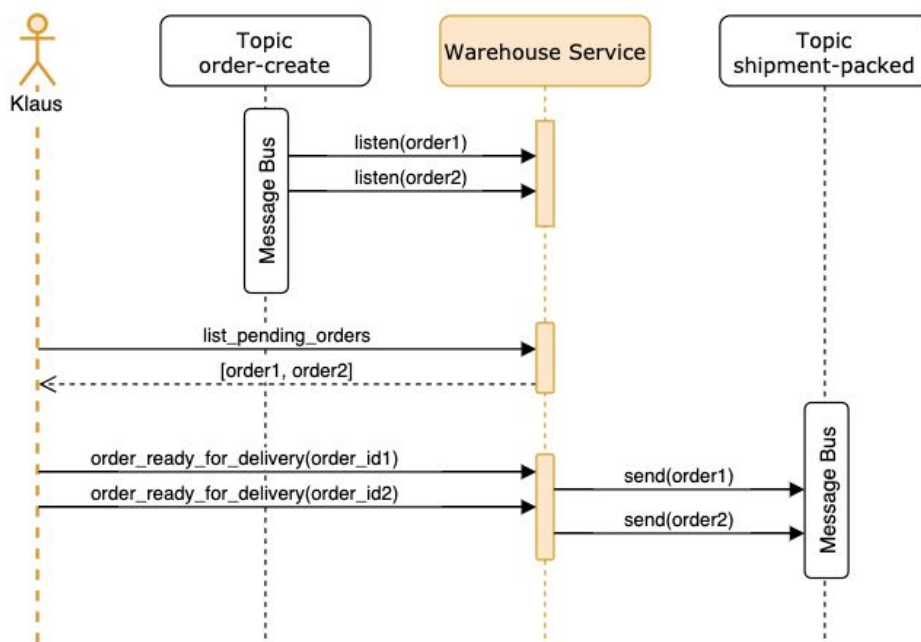 Klaus
Topic
order-create
Warehouse Service
Topic
shipment-packed
Message Bus
listen(order1)
listen(order2)
list_pending_orders
[order1, order2]
order_ready_for_delivery(order_id1)
order_ready_for_delivery(order_id2)
send(order1)
send(order2)
Message Bus